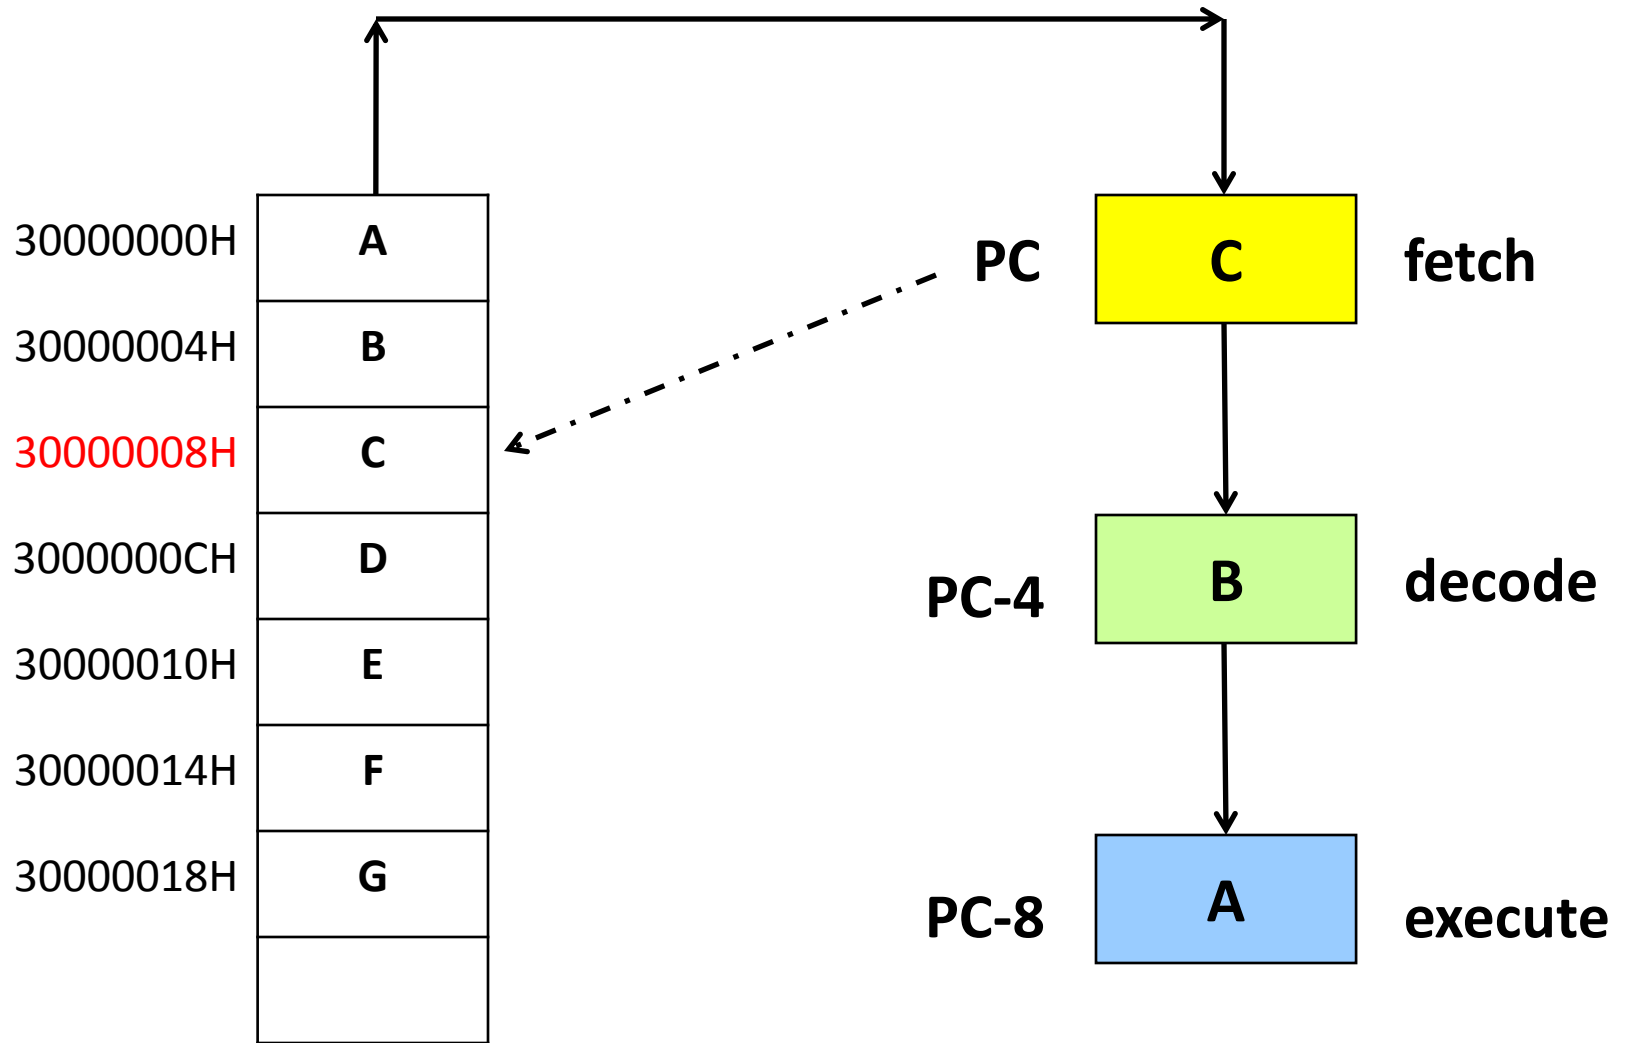 30000000H A
30000004H B
30000008H C
3000000CH D
30000010H E
30000014H F
30000018H G
PC C fetch
PC-4 B decode
PC-8 A execute